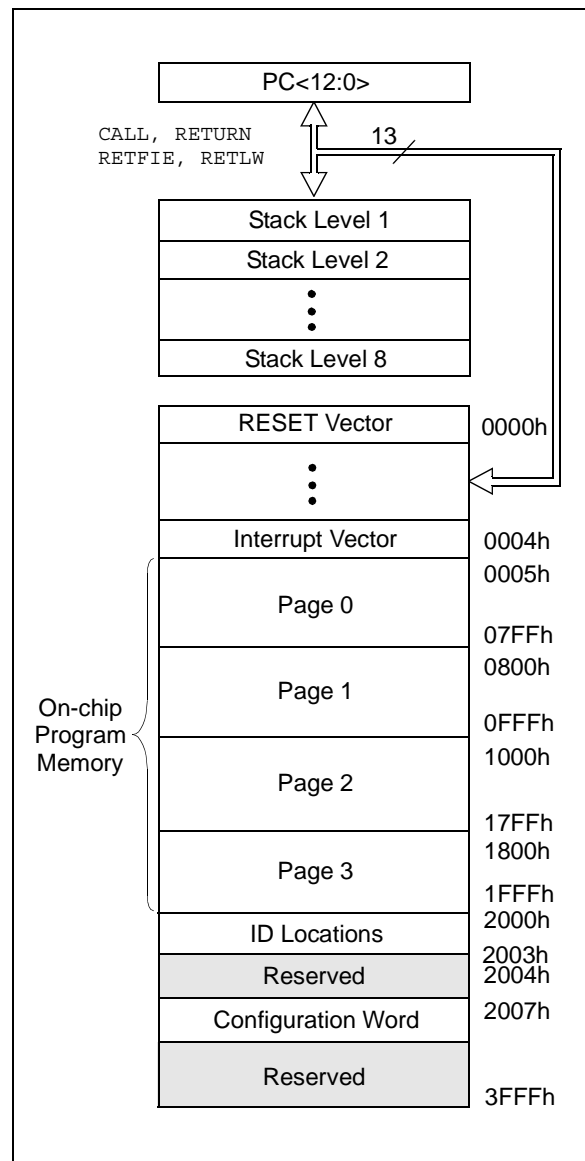 PC<12:0>
CALL, RETURN
RETFIE, RETLW
13
Stack Level 1
Stack Level 2
Stack Level 8
RESET Vector
0000h
Interrupt Vector
0004h
0005h
Page 0
07FFh
0800h
Page 1
0FFFh
On-chip
Program
Memory
1000h
Page 2
17FFh
1800h
Page 3
1FFFh
2000h
ID Locations
2003h
Reserved
2004h
Configuration Word
2007h
Reserved
3FFFh